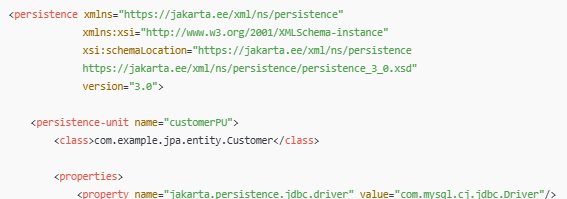 <persistence xmlns="https://jakarta.ee/xml/ns/persistence"
xmlns:xsi="http://www.w3.org/2001/XMLSchema-instance"
xsi:schemaLocation="https://jakarta.ee/xml/ns/persistence
https://jakarta.ee/xml/ns/persistence/persistence_3_0.xsd"
version="3.0">
<persistence-unit name="customerPU">
<class>com.example.jpa.entity.Customer</class>
<properties>
<property name="jakarta.persistence.jdbc.driver" value="com.mysql.cj.jdbc.Driver"/>